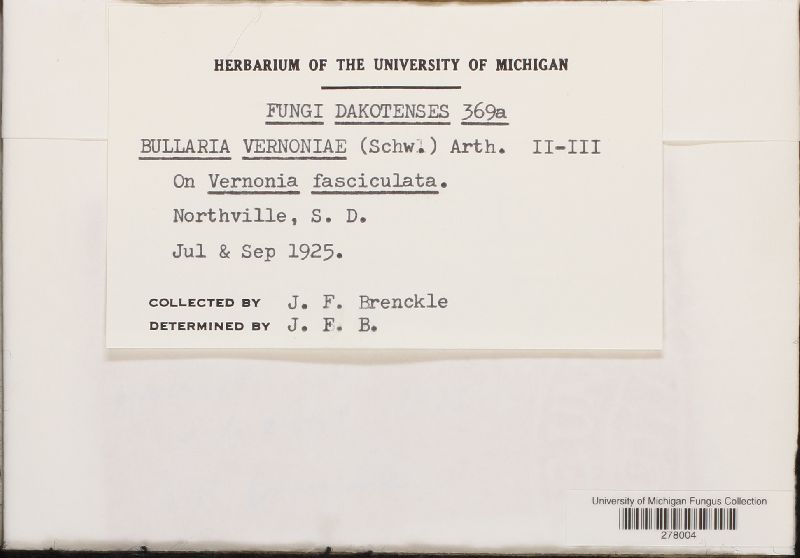 HERBARIUM OF THE UNIVERSITY OF MICHIGAN
FUNGI DAKOTENSES 369a
BULLARIA VERNONIAE (Schw.) Arth. II-III
On Vernonia fasciculata.
Northville, S. D.
Jul & Sep 1925.
COLLECTED BY J. F. Brenckle
DETERMINED BY J. F. B.
University of Michigan Fungus Collection
278004